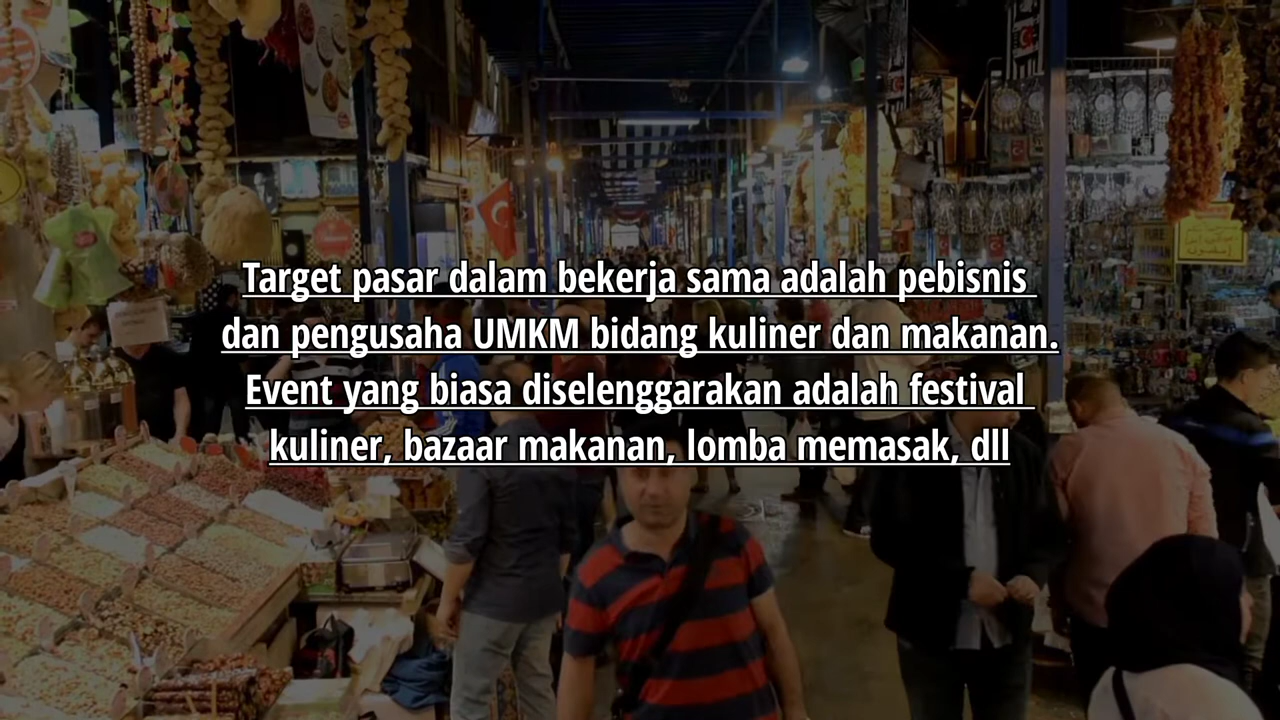 Target pasar dalam bekerja sama adalah pebisnis
dan pengusaha UMKM bidang kuliner dan makanan.
Event yang biasa diselenggarakan adalah festival
kuliner, bazaar makanan, lomba memasak, dll